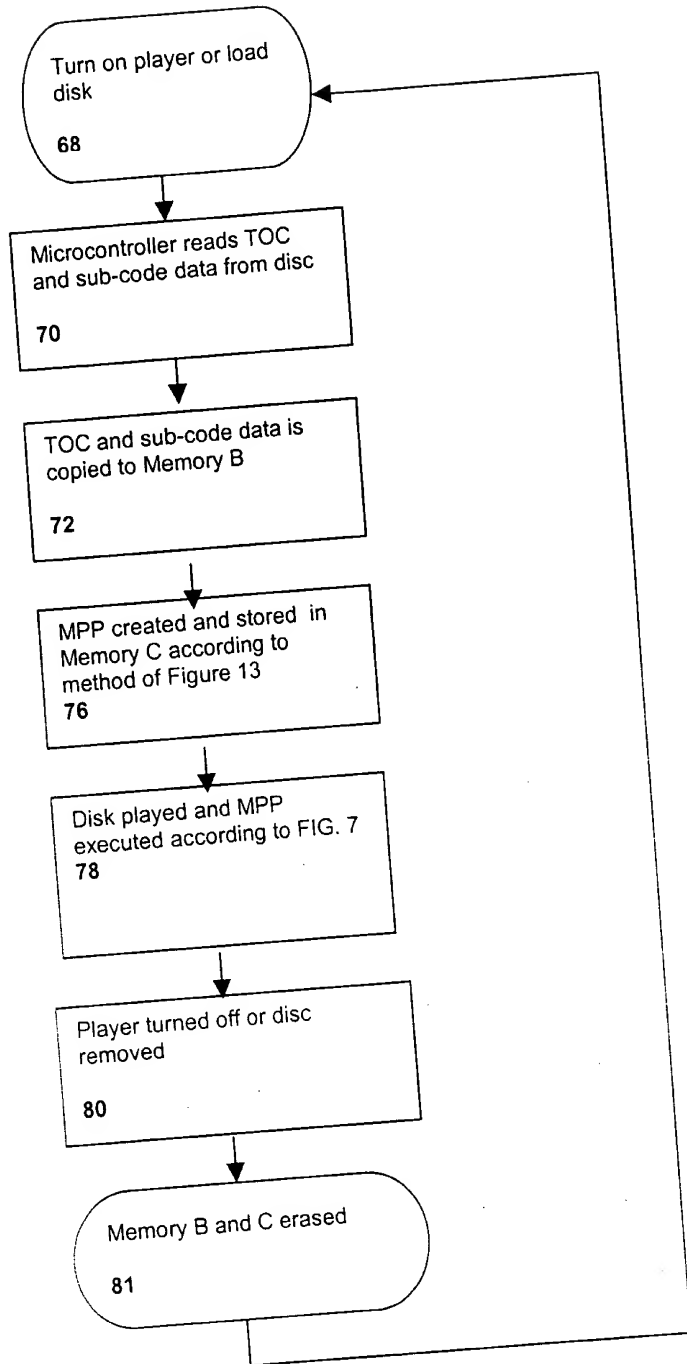 Turn on player or load
disk
68
Microcontroller reads TOC
and sub-code data from disc
70
TOC and sub-code data is
copied to Memory B
72
MPP created and stored in
Memory C according to
method of Figure 13
76
Disk played and MPP
executed according to FIG. 7
78
Player turned off or disc
removed
80
Memory B and C erased
81